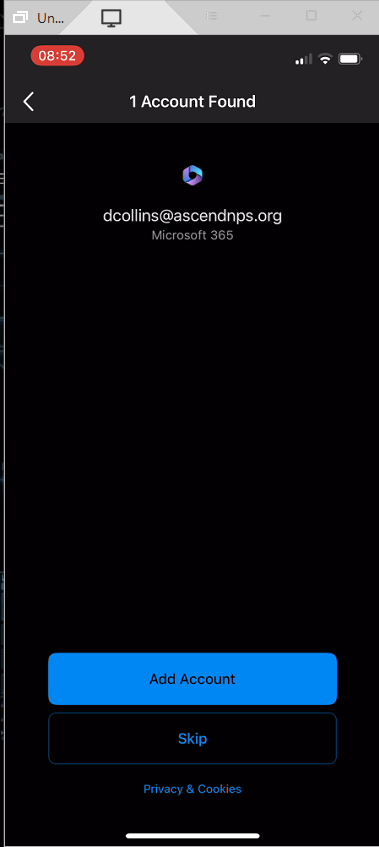 Un...
08:52
1 Account Found
dcollins@ascendnps.org
Microsoft 365
Add Account
Skip
Privacy & Cookies